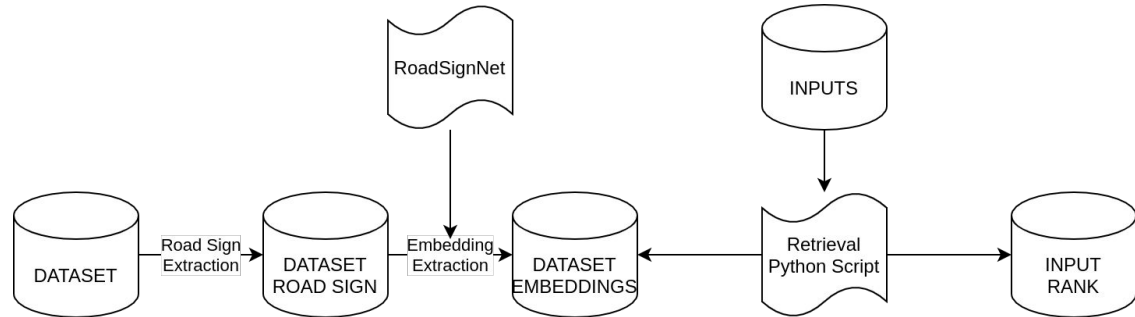 RoadSignNet
INPUTS
DATASET
Road Sign
Extraction
DATASET
ROAD SIGN
Embedding
Extraction
DATASET
EMBEDDINGS
Retrieval
Python Script
INPUT
RANK